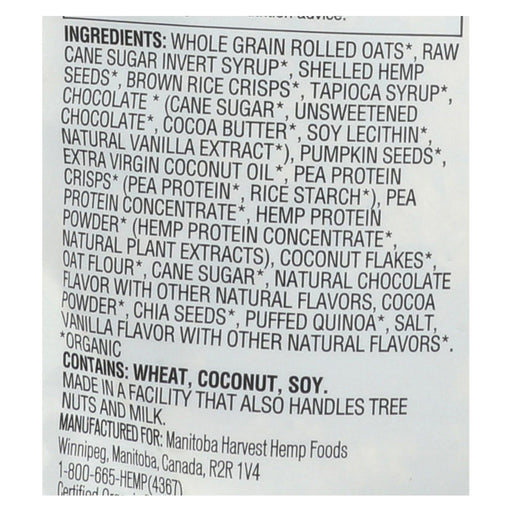 advice.
INGREDIENTS: WHOLE GRAIN ROLLED OATS*, RAW
CANE SUGAR INVERT SYRUP*, SHELLED HEMP
SEEDS*, BROWN RICE CRISPS*, TAPIOCA SYRUP*,
CHOCOLATE * (CANE SUGAR*, UNSWEETENED
CHOCOLATE*, COCOA BUTTER*, SOY LECITHIN*,
NATURAL VANILLA EXTRACT*), PUMPKIN SEEDS*,
EXTRA VIRGIN COCONUT OIL*, PEA PROTEIN
CRISPS* (PEA PROTEIN*, RICE STARCH*), PEA
PROTEIN CONCENTRATE*, HEMP PROTEIN
POWDER* (HEMP PROTEIN CONCENTRATE*,
NATURAL PLANT EXTRACTS), COCONUT FLAKES*,
OAT FLOUR*, CANE SUGAR*, NATURAL CHOCOLATE
FLAVOR WITH OTHER NATURAL FLAVORS, COCOA
POWDER*, CHIA SEEDS*, PUFFED QUINOA*, SALT,
VANILLA FLAVOR WITH OTHER NATURAL FLAVORS*.
*ORGANIC
CONTAINS: WHEAT, COCONUT, SOY.
MADE IN A FACILITY THAT ALSO HANDLES TREE
NUTS AND MILK.
MANUFACTURED FOR: Manitoba Harvest Hemp Foods
Winnipeg, Manitoba, Canada, R2R 1V4
1-800-665-HEMP(4367)
Certified